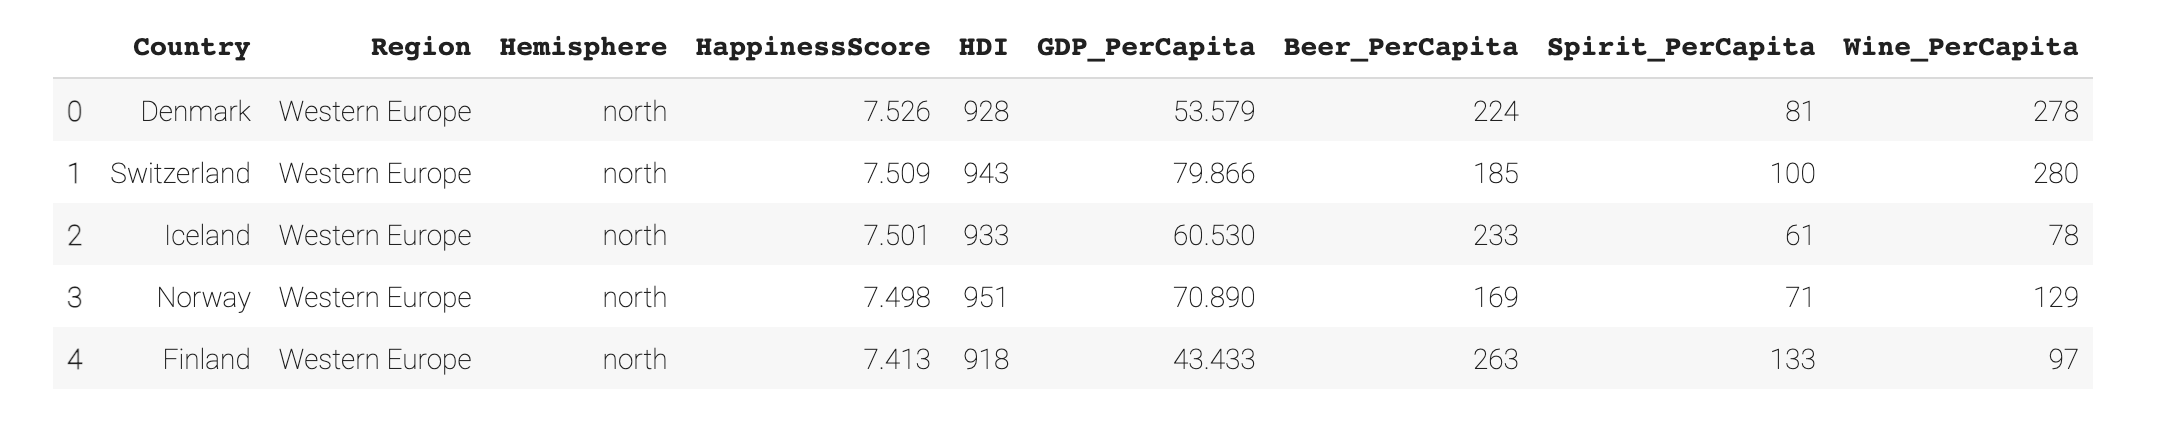 Country Region Hemisphere HappinessScore HDI GDP_PerCapita Beer_PerCapita Spirit_PerCapita Wine_PerCapita
0 Denmark Western Europe north 7.526 928 53.579 224 81 278
1 Switzerland Western Europe north 7.509 943 79.866 185 100 280
2 Iceland Western Europe north 7.501 933 60.530 233 61 78
3 Norway Western Europe north 7.498 951 70.890 169 71 129
4 Finland Western Europe north 7.413 918 43.433 263 133 97